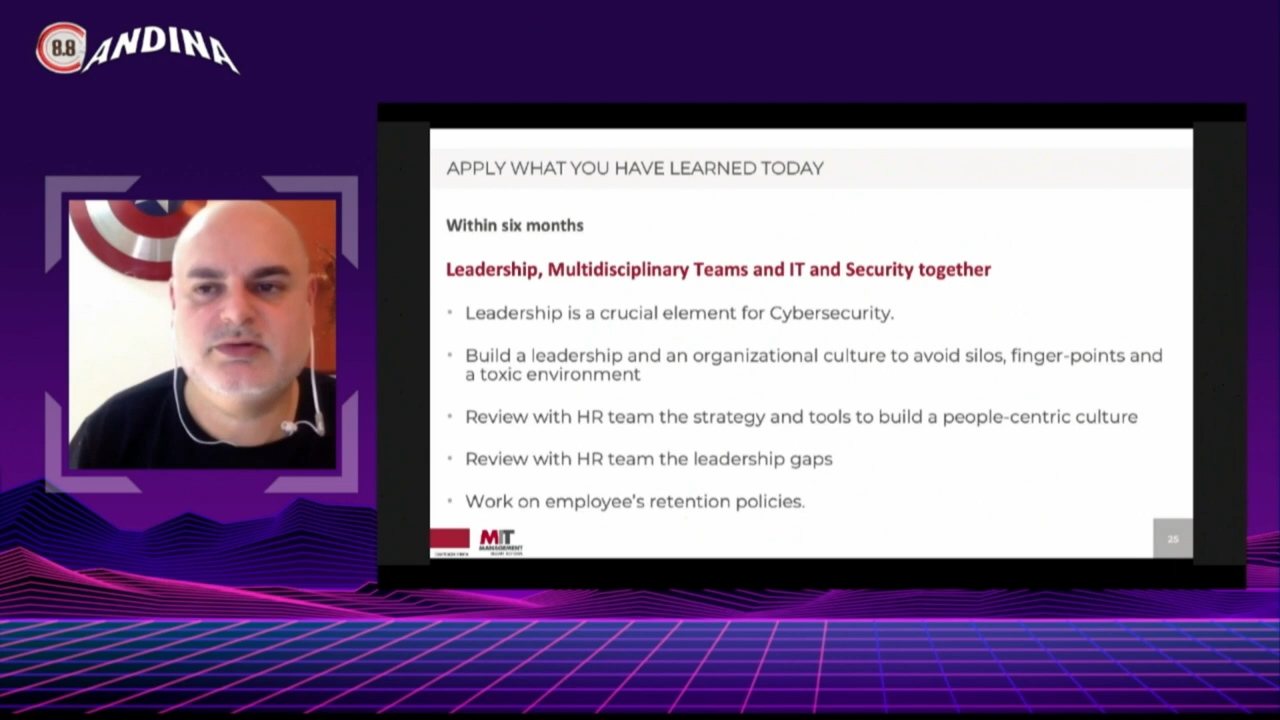 8.8 ANDINA
APPLY WHAT YOU HAVE LEARNED TODAY
Within six months
Leadership, Multidisciplinary Teams and IT and Security together
• Leadership is a crucial element for Cybersecurity.
• Build a leadership and an organizational culture to avoid silos, finger-points and
a toxic environment
• Review with HR team the strategy and tools to build a people-centric culture
• Review with HR team the leadership gaps
• Work on employee's retention policies.
MIT
MANAGEMENT
25